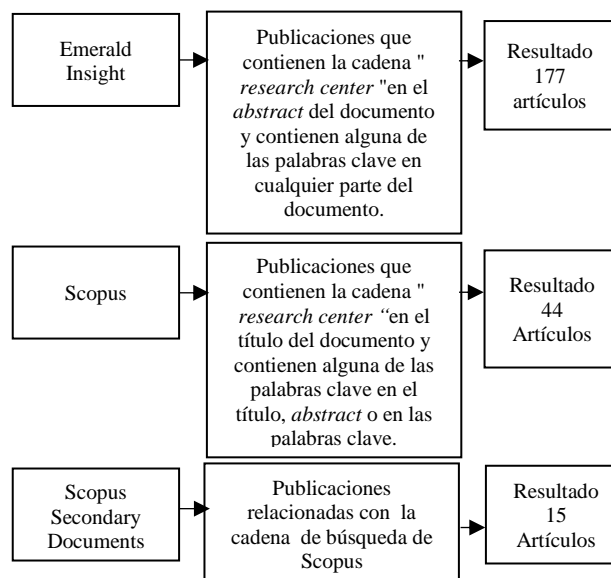 Emerald
Insight
Publicaciones que
contienen la cadena "
research center "en el
abstract del documento
y contienen alguna de
las palabras clave en
cualquier parte del
documento.
Resultado
177
artículos
Scopus
Publicaciones que
contienen la cadena "
research center “en el
título del documento y
contienen alguna de las
palabras clave en el
título, abstract o en las
palabras clave.
Resultado
44
Artículos
Scopus
Secondary
Documents
Publicaciones
relacionadas con la
cadena de búsqueda de
Scopus
Resultado
15
Artículos